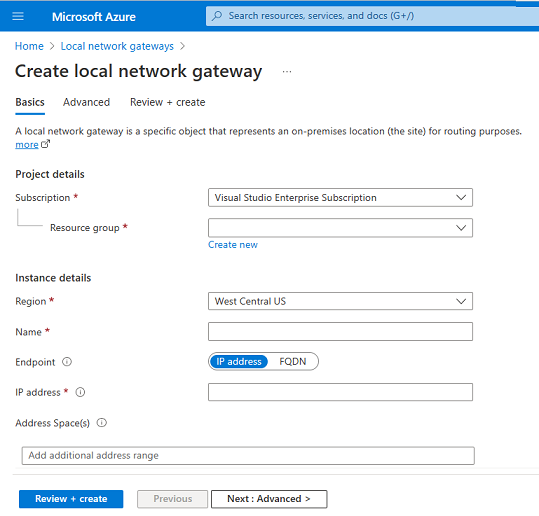 Microsoft Azure
Search resources, services, and docs (G+/)
Home > Local network gateways >
Create local network gateway ...
Basics Advanced Review + create
A local network gateway is a specific object that represents an on-premises location (the site) for routing purposes.
more
Project details
Subscription * Visual Studio Enterprise Subscription
Resource group *
Create new
Instance details
Region * West Central US
Name *
Endpoint IP address FQDN
IP address *
Address Space(s)
Add additional address range
Review + create Previous Next : Advanced >